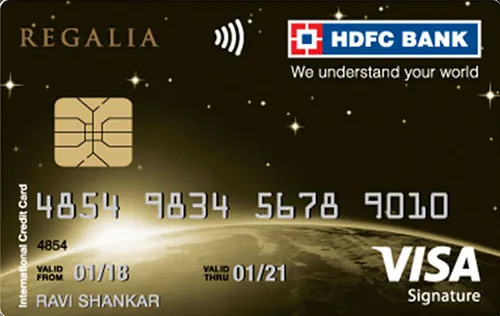 REGALIA
HDFC BANK
We understand your world
International Credit Card
4854 9834 5678 9010
4854
VALID FROM 01/18 VALID THRU 01/21
RAVI SHANKAR
VISA
Signature